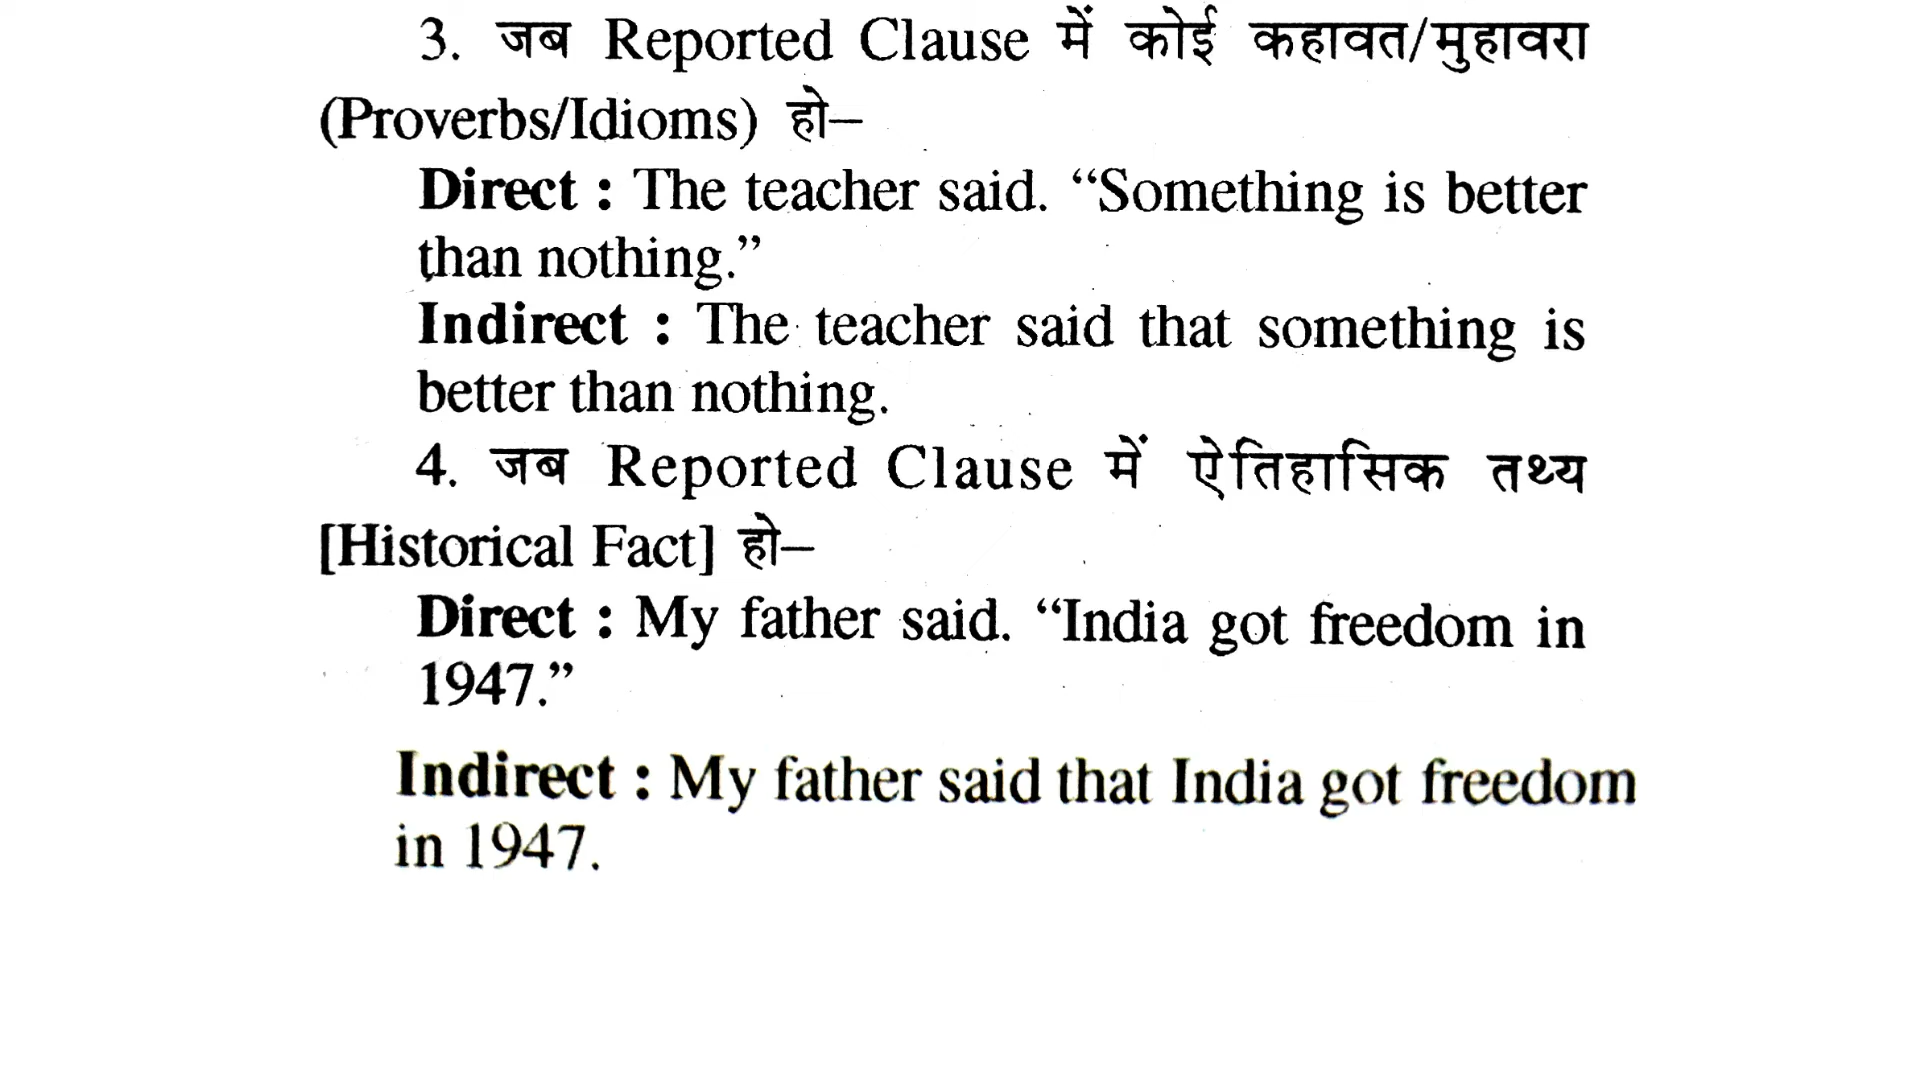 3. जब Reported Clause में कोई कहावत/मुहावरा
(Proverbs/Idioms) हो–
Direct : The teacher said. “Something is better
than nothing.”
Indirect : The teacher said that something is
better than nothing.
4. जब Reported Clause में ऐतिहासिक तथ्य
[Historical Fact] हो–
Direct : My father said. “India got freedom in
1947.”
Indirect : My father said that India got freedom
in 1947.